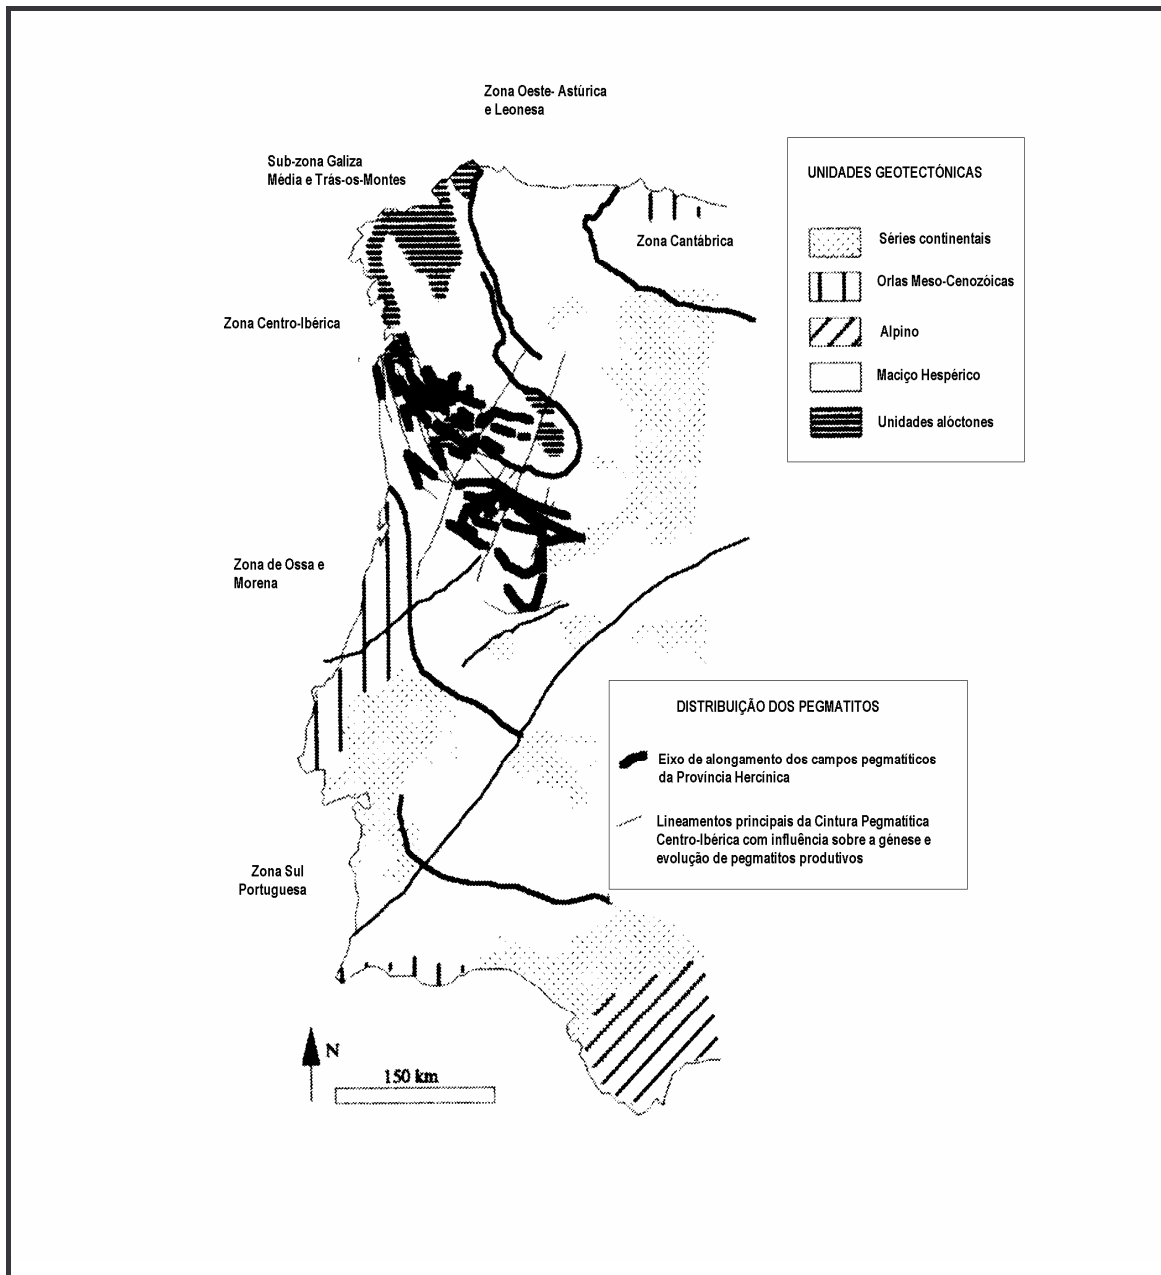 Zona Oeste- Astúrica
e Leonesa
Sub-zona Galiza
Média e Trás-os-Montes
Zona Cantábrica
Zona Centro-Ibérica
Zona de Ossa e
Morena
Zona Sul
Portuguesa
UNIDADES GEOTECTÓNICAS
Séries continentais
Orlas Meso-Cenozóicas
Alpino
Maciço Hespérico
Unidades alóctones
DISTRIBUIÇÃO DOS PEGMATITOS
Eixo de alongamento dos campos pegmatíticos
da Província Hercínica
Lineamentos principais da Cintura Pegmatítica
Centro-Ibérica com influência sobre a génese e
evolução de pegmatitos produtivos
N
150 km